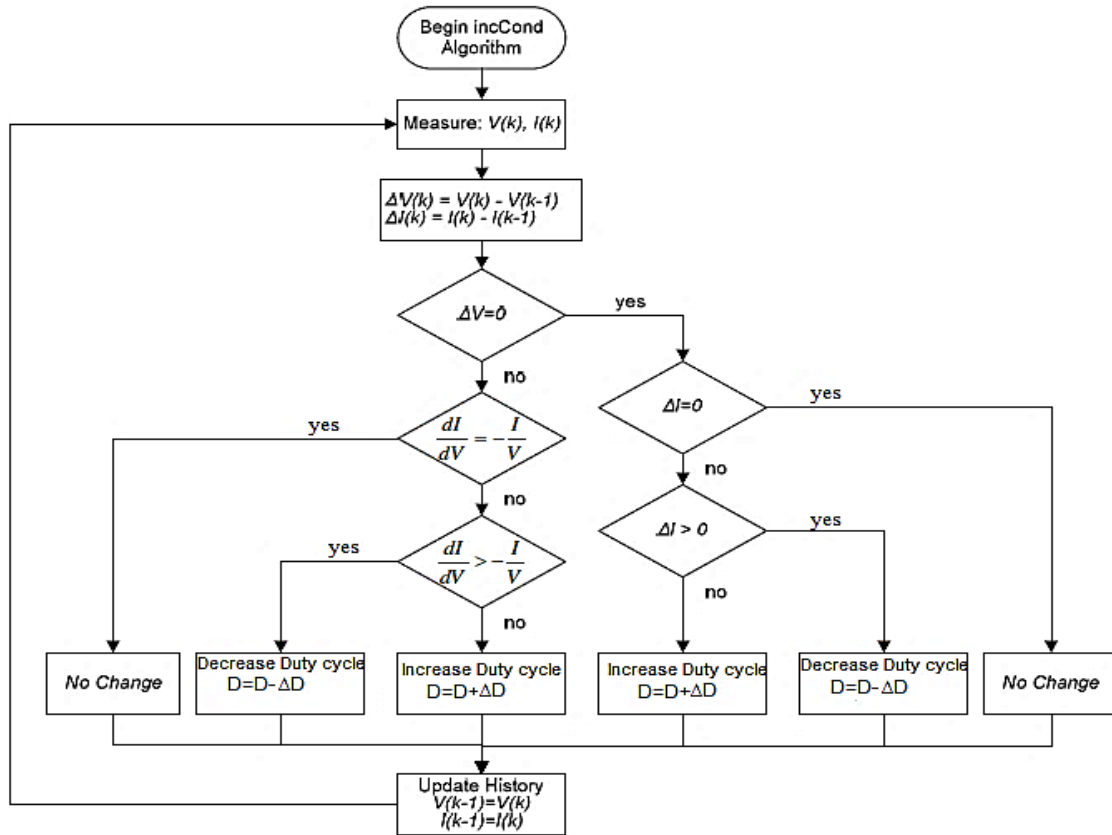 Begin incCond
Algorithm
Measure: V(k), I(k)
ΔV(k) = V(k) - V(k-1)
ΔI(k) = I(k) - I(k-1)
ΔV=0
yes
no
ΔI=0
yes
no
yes
dI/dV = -I/V
no
ΔI > 0
yes
no
yes
dI/dV > -I/V
no
No Change
Decrease Duty cycle
D=D-ΔD
Increase Duty cycle
D=D+ΔD
Increase Duty cycle
D=D+ΔD
Decrease Duty cycle
D=D-ΔD
No Change
Update History
V(k-1)=V(k)
I(k-1)=I(k)